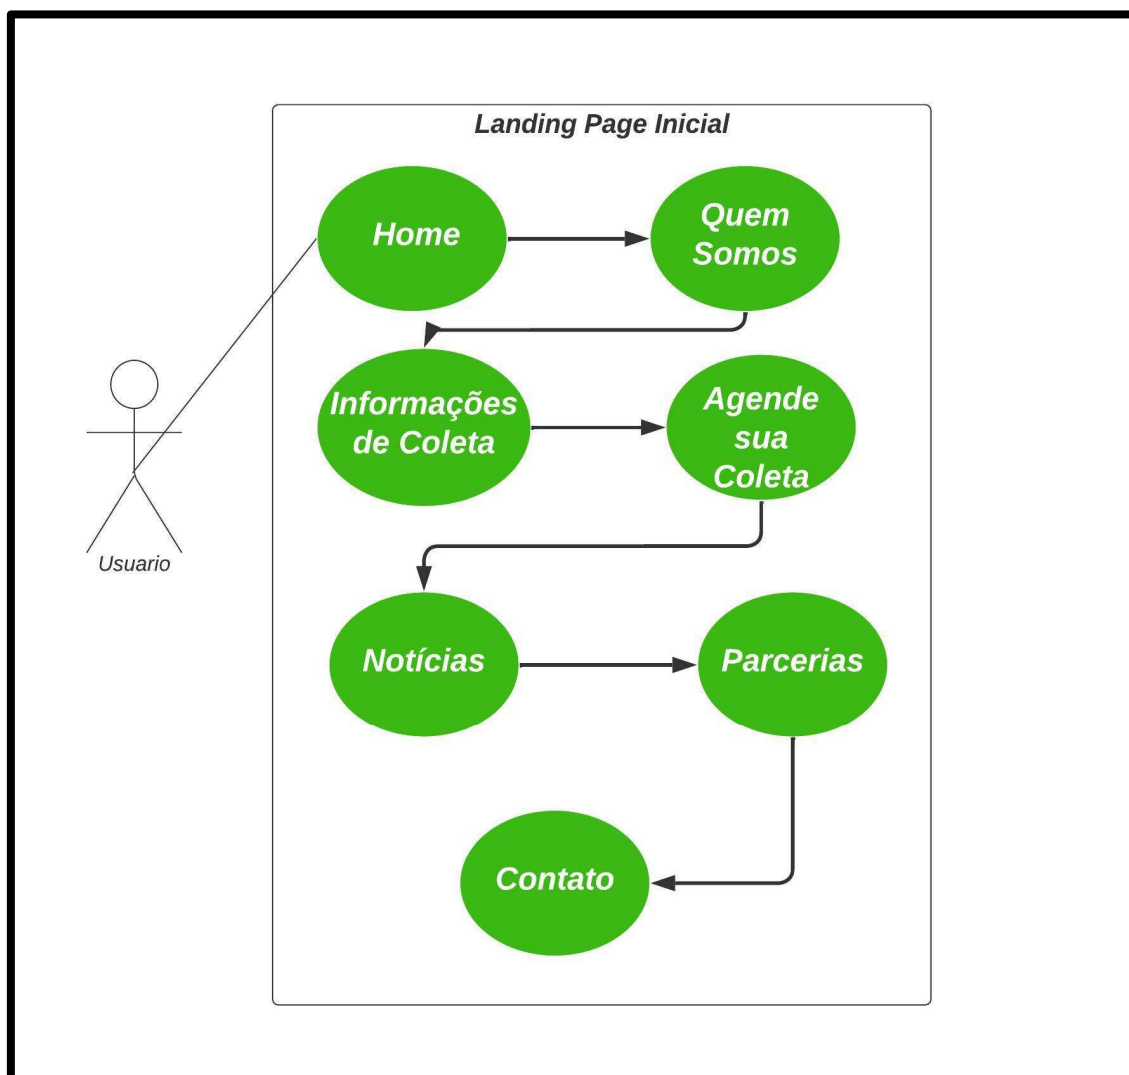 Landing Page Inicial
Home
Quem
Somos
Informações
de Coleta
Agende
sua
Coleta
Usuario
Notícias
Parcerias
Contato